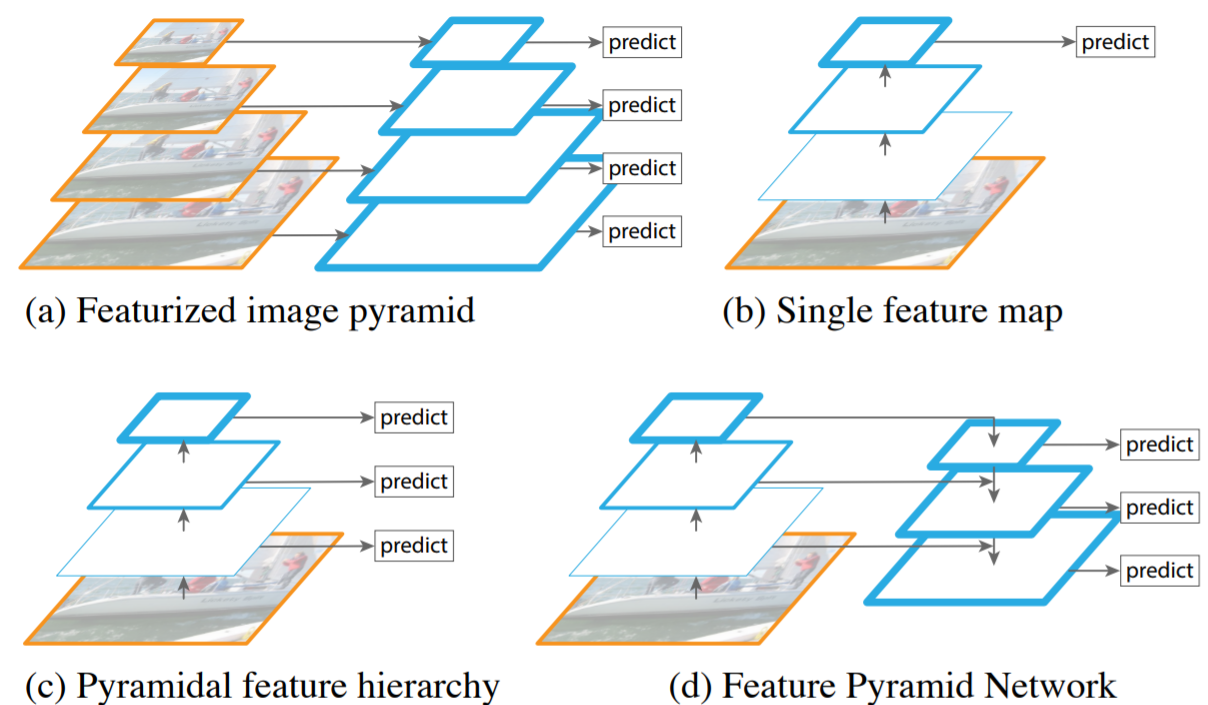 predict
predict
predict
predict
predict
(a) Featurized image pyramid
(b) Single feature map
predict
predict
predict
predict
predict
predict
(c) Pyramidal feature hierarchy
(d) Feature Pyramid Network